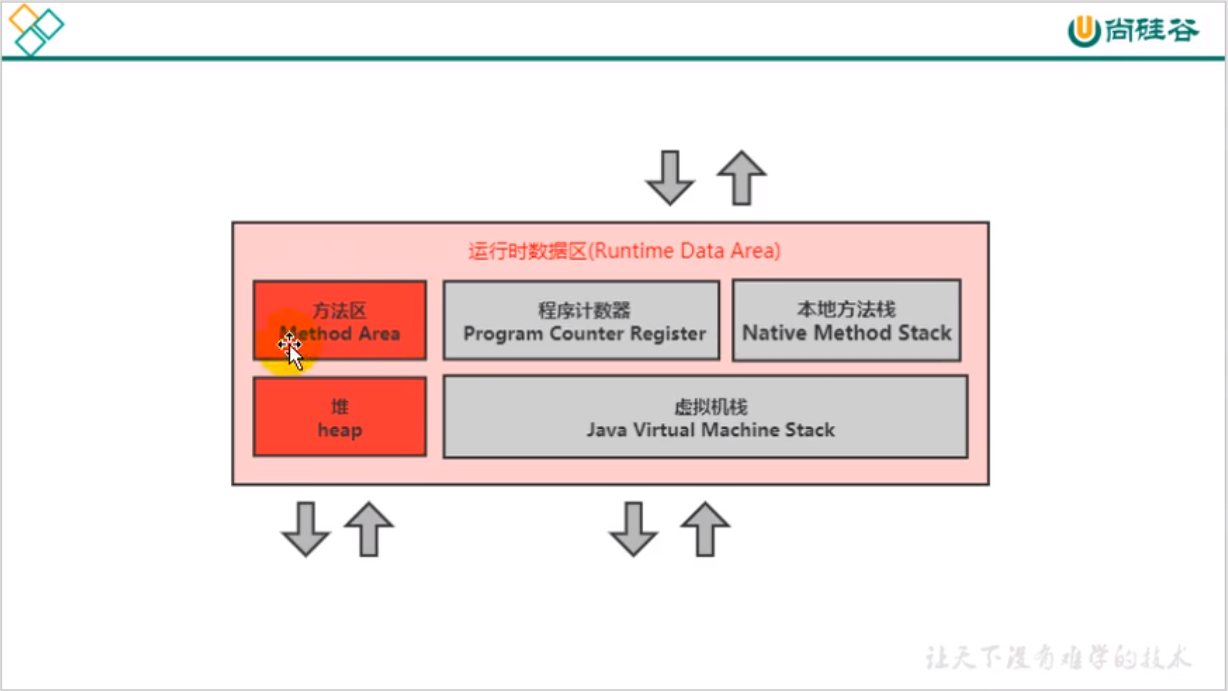 尚硅谷
运行时数据区(Runtime Data Area)
方法区
Method Area
程序计数器
Program Counter Register
本地方法栈
Native Method Stack
堆
heap
虚拟机栈
Java Virtual Machine Stack
让天下没有难学的技术